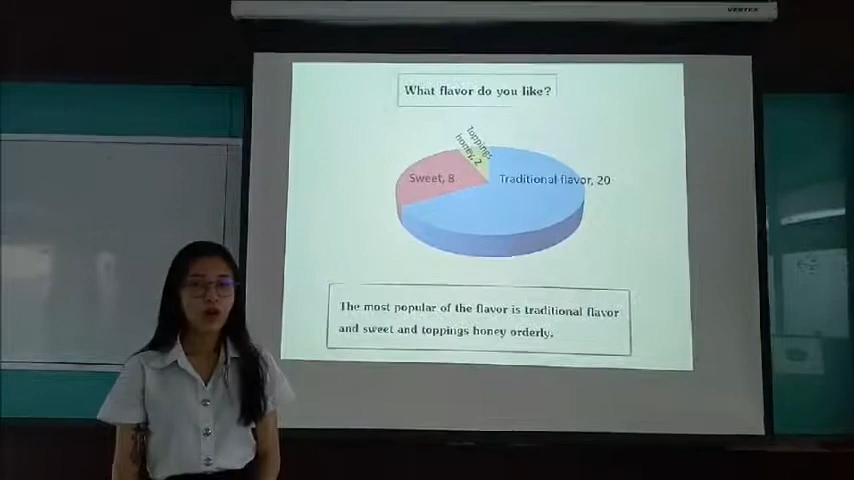 VERTEX
What flavor do you like?
Toppings
honey, 2
Sweet, 8
Traditional flavor, 20
The most popular of the flavor is traditional flavor
and sweet and toppings honey orderly.